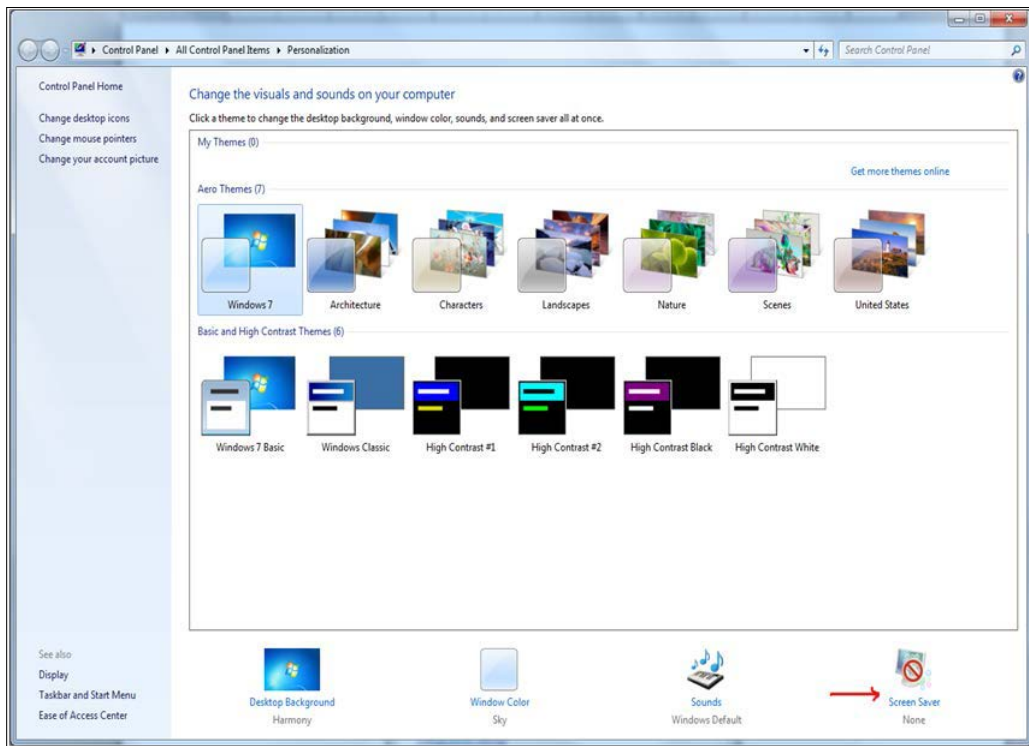 Control Panel ▸ All Control Panel Items ▸ Personalization
Search Control Panel
Control Panel Home
Change desktop icons
Change mouse pointers
Change your account picture
Change the visuals and sounds on your computer
Click a theme to change the desktop background, window color, sounds, and screen saver all at once.
My Themes (0)
Get more themes online
Aero Themes (7)
Windows 7 Architecture Characters Landscapes Nature Scenes United States
Basic and High Contrast Themes (6)
Windows 7 Basic Windows Classic High Contrast #1 High Contrast #2 High Contrast Black High Contrast White
See also
Display
Taskbar and Start Menu
Ease of Access Center
Desktop Background Window Color Sounds Screen Saver
Harmony Sky Windows Default None